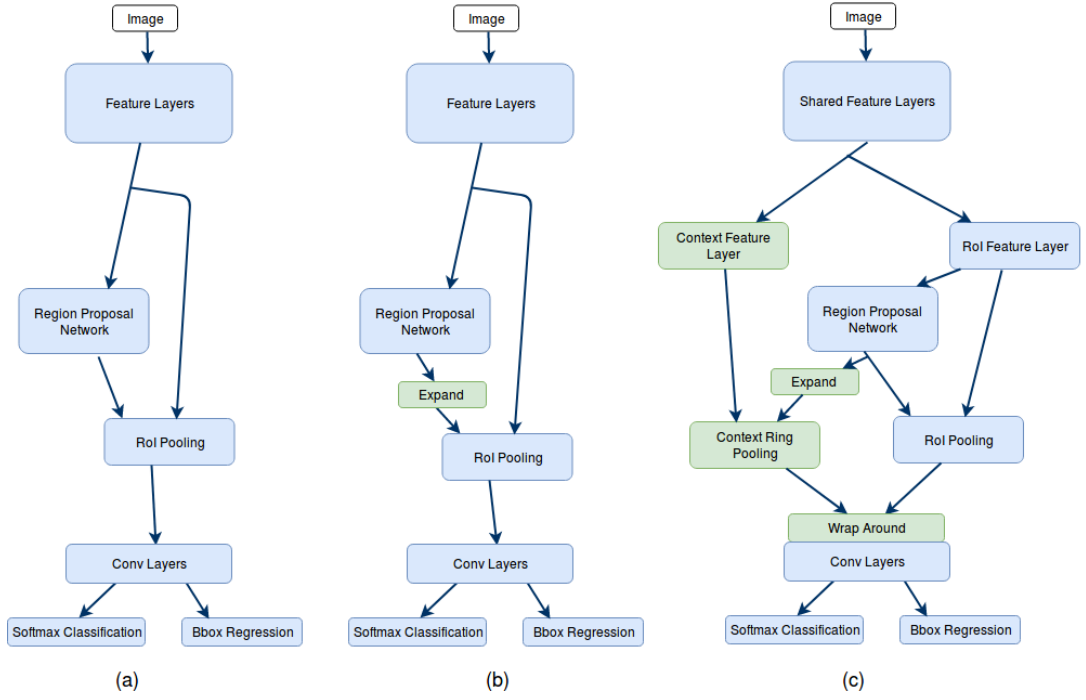 Image
Feature Layers
Region Proposal
Network
RoI Pooling
Conv Layers
Softmax Classification
Bbox Regression
(a)
Image
Feature Layers
Region Proposal
Network
Expand
RoI Pooling
Conv Layers
Softmax Classification
Bbox Regression
(b)
Image
Shared Feature Layers
Context Feature
Layer
RoI Feature Layer
Region Proposal
Network
Expand
Context Ring
Pooling
RoI Pooling
Wrap Around
Conv Layers
Softmax Classification
Bbox Regression
(c)